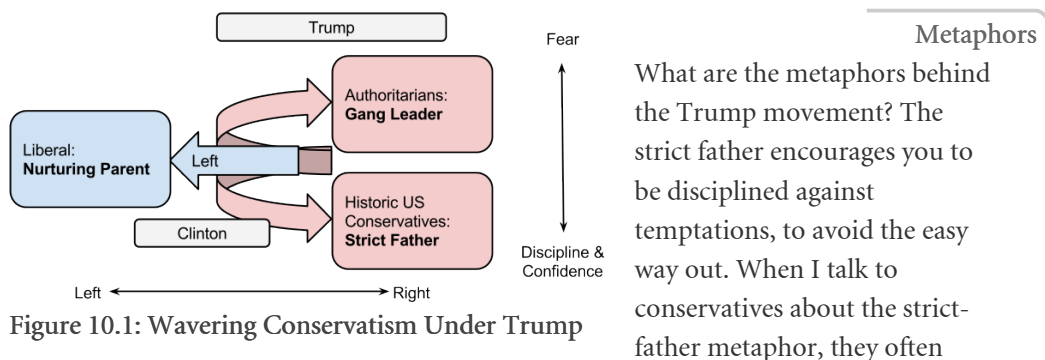 Trump
Fear
Authoritarians:
Gang Leader
Liberal:
Nurturing Parent
Left
Historic US
Conservatives:
Strict Father
Clinton
Discipline &
Confidence
Left
Right
Figure 10.1: Wavering Conservatism Under Trump
Metaphors
What are the metaphors behind
the Trump movement? The
strict father encourages you to
be disciplined against
temptations, to avoid the easy
way out. When I talk to
conservatives about the strict-
father metaphor, they often